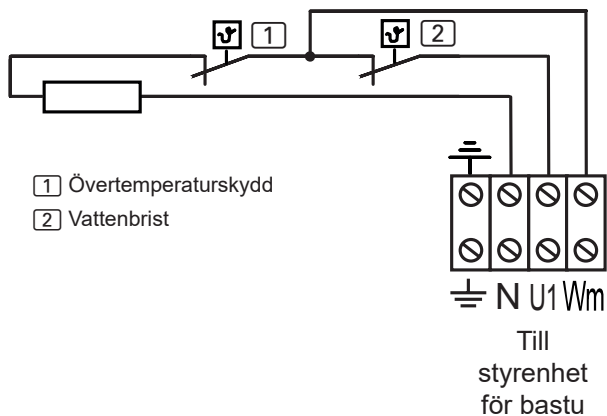 ϑ 1 ϑ 2
1 Övertemperaturskydd
2 Vattenbrist
N U1 Wm
Till
styrenhet
för bastu